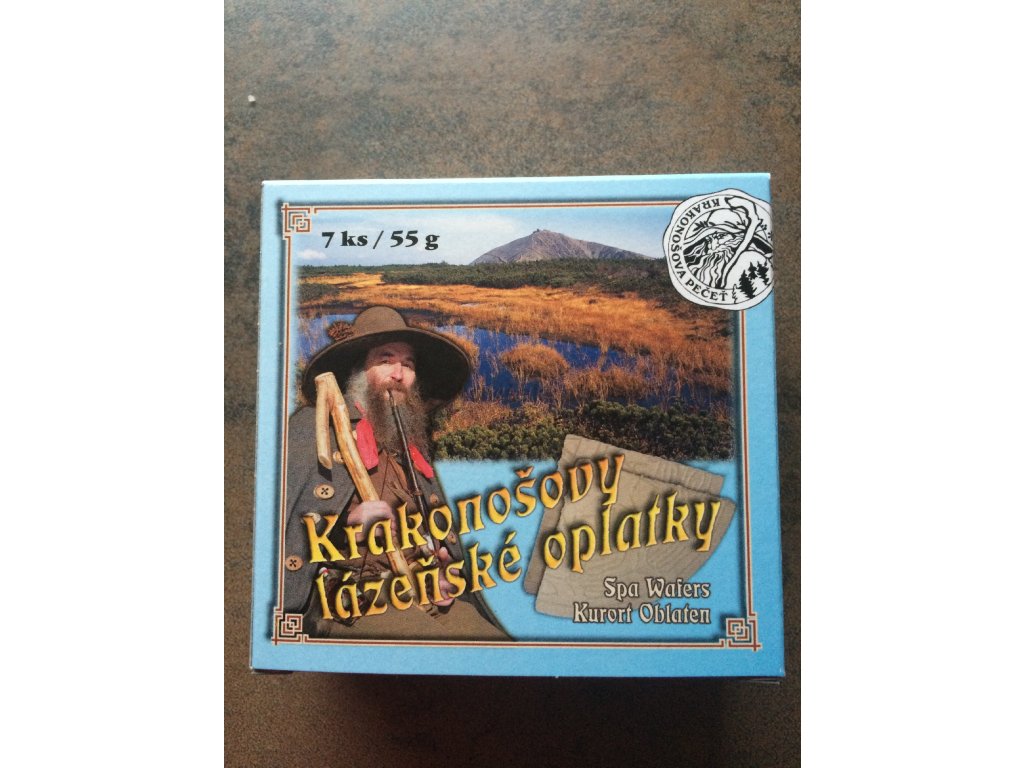 7 ks / 55 g
KRAKONOŠOVA PEČEŤ
Krakonošovy
lázeňské oplatky
Spa Wafers
Kurort Oblaten